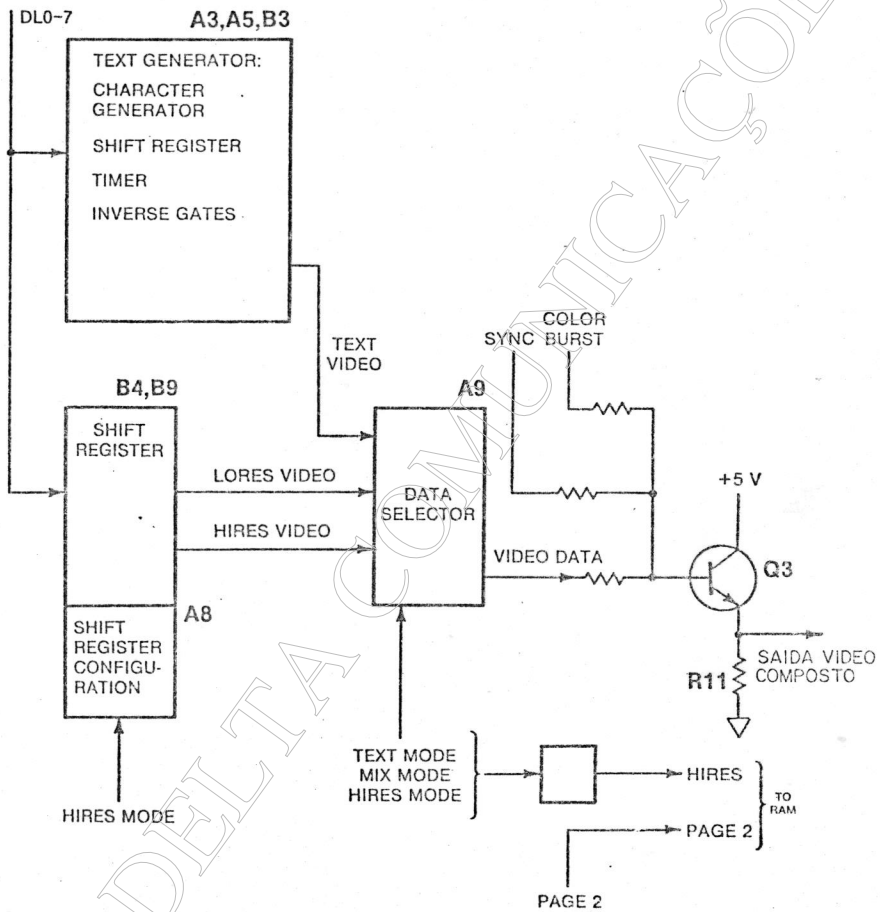 DL0-7
A3,A5,B3
TEXT GENERATOR:
CHARACTER
GENERATOR
SHIFT REGISTER
TIMER
INVERSE GATES
TEXT
VIDEO
SYNC
COLOR
BURST
B4,B9
SHIFT
REGISTER
A9
LORES VIDEO
HIRES VIDEO
DATA
SELECTOR
VIDEO DATA
+5 V
Q3
A8
SHIFT
REGISTER
CONFIGU-
RATION
R11
SAIDA VIDEO
COMPOSTO
HIRES MODE
TEXT MODE
MIX MODE
HIRES MODE
HIRES
PAGE 2
TO
RAM
PAGE 2
DELTA COMUNICAÇÕE